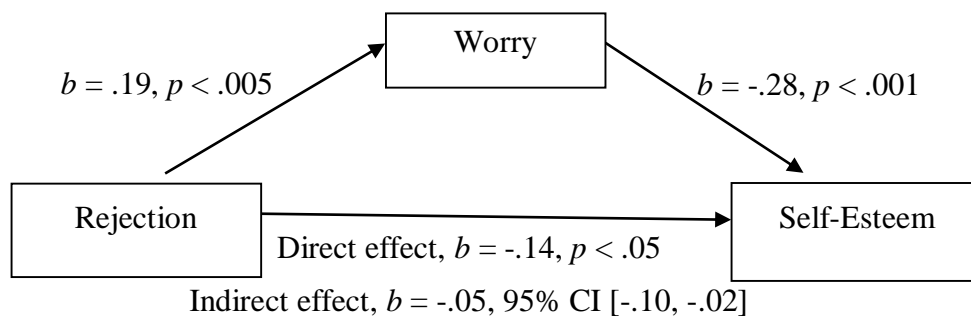 Worry
b = .19, p < .005
b = -.28, p < .001
Rejection
Self-Esteem
Direct effect, b = -.14, p < .05
Indirect effect, b = -.05, 95% CI [-.10, -.02]